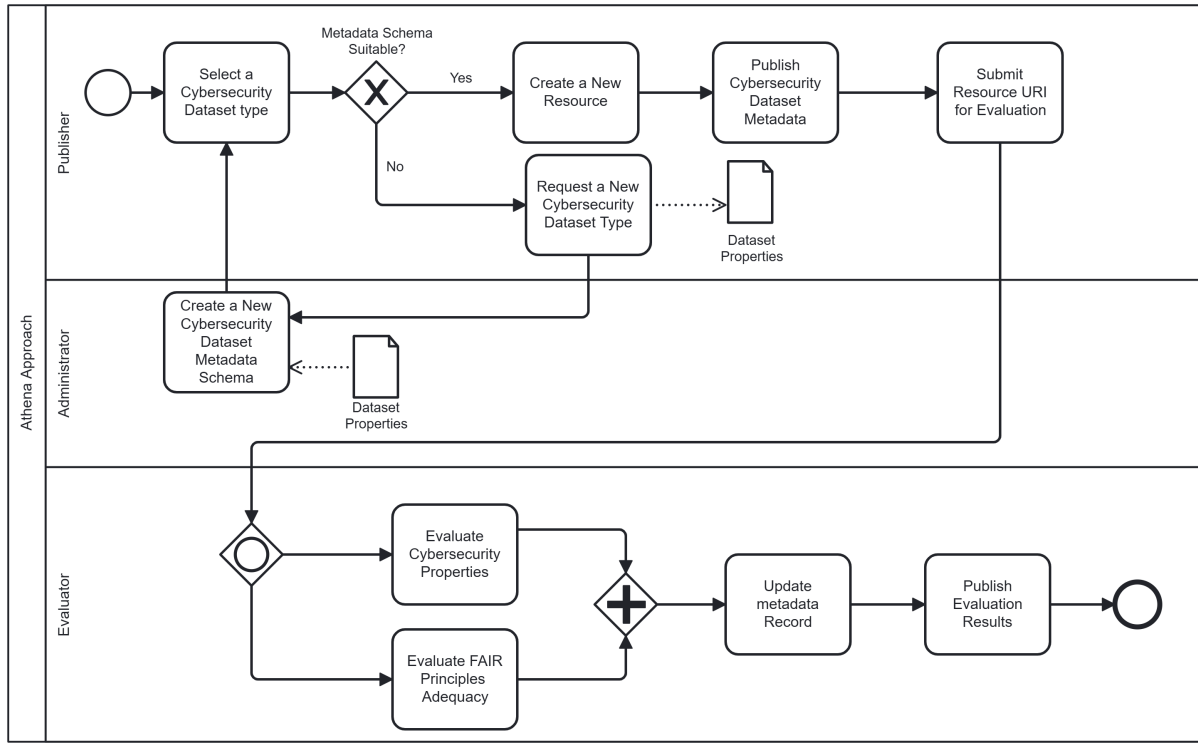 Athena Approach
Publisher
Select a
Cybersecurity
Dataset type
Metadata Schema
Suitable?
Yes
No
Create a New
Resource
Publish
Cybersecurity
Dataset
Metadata
Submit
Resource URI
for Evaluation
Request a New
Cybersecurity
Dataset Type
Dataset
Properties
Administrator
Create a New
Cybersecurity
Dataset
Metadata
Schema
Dataset
Properties
Evaluator
Evaluate
Cybersecurity
Properties
Evaluate FAIR
Principles
Adequacy
Update
metadata
Record
Publish
Evaluation
Results